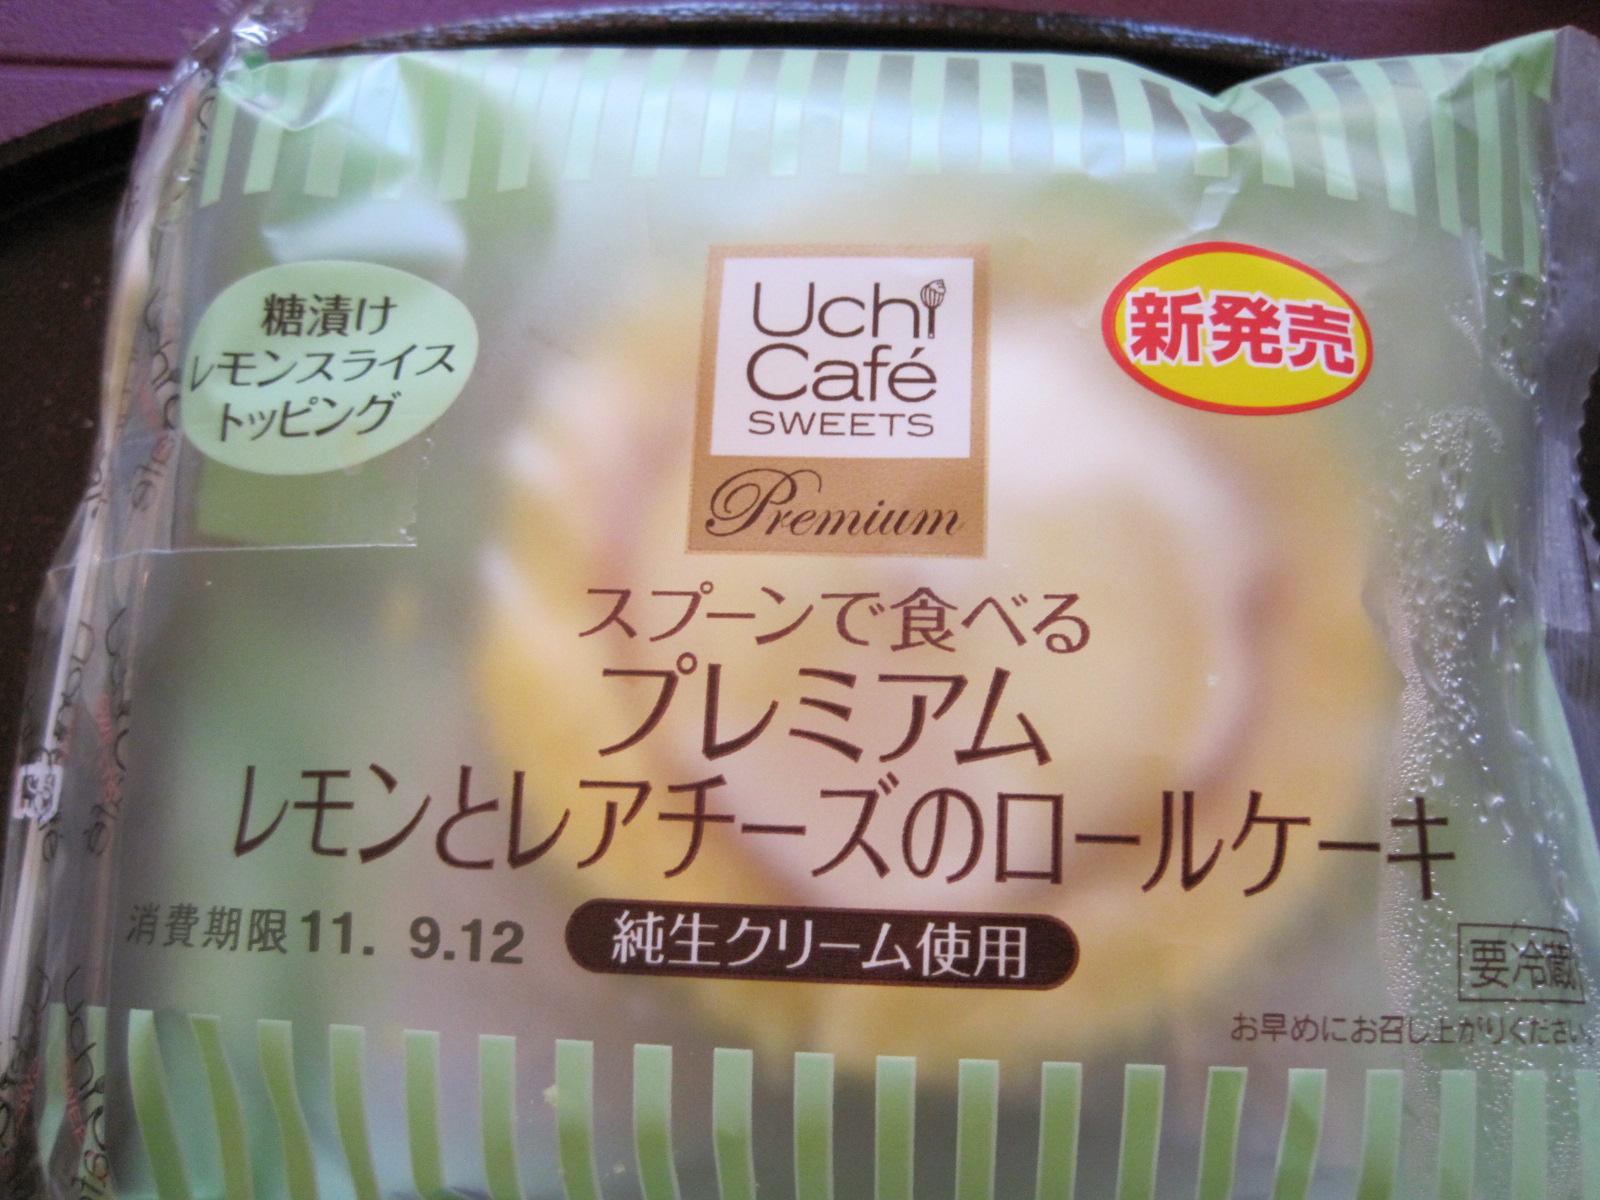 糖漬け
レモンスライス
トッピング
Uchi
Café
SWEETS
Premium
新発売
スプーンで食べる
プレミアム
レモンとレアチーズのロールケーキ
消費期限 11. 9.12
純生クリーム使用
要冷蔵
お早めにお召し上がりください。